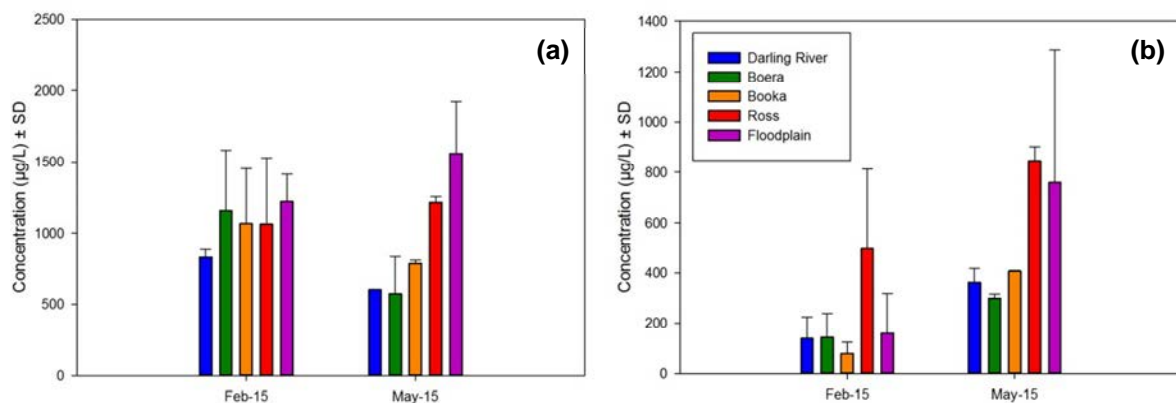 2500
2000
1500
1000
500
0
Concentration (µg/L) ± SD
Feb-15 May-15
(a)
1400
1200
1000
800
600
400
200
0
Concentration (µg/L) ± SD
Darling River
Boera
Booka
Ross
Floodplain
Feb-15 May-15
(b)